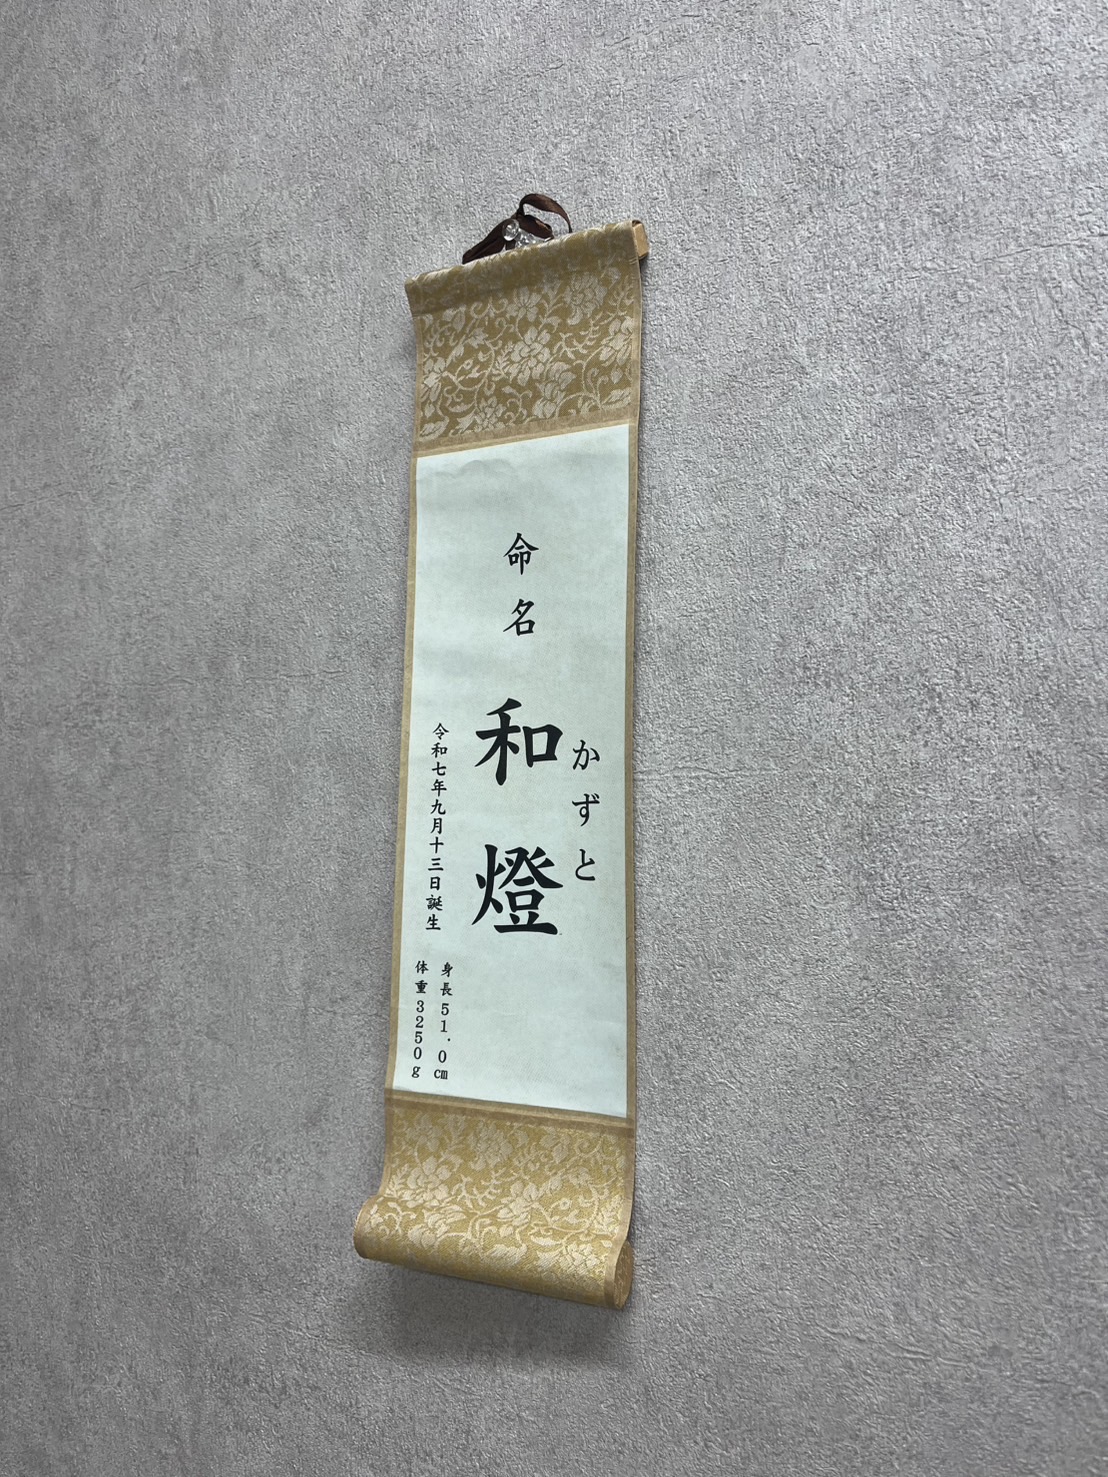 命名
かずと
和燈
令和七年九月十三日誕生
身長51.0cm
体重3250g